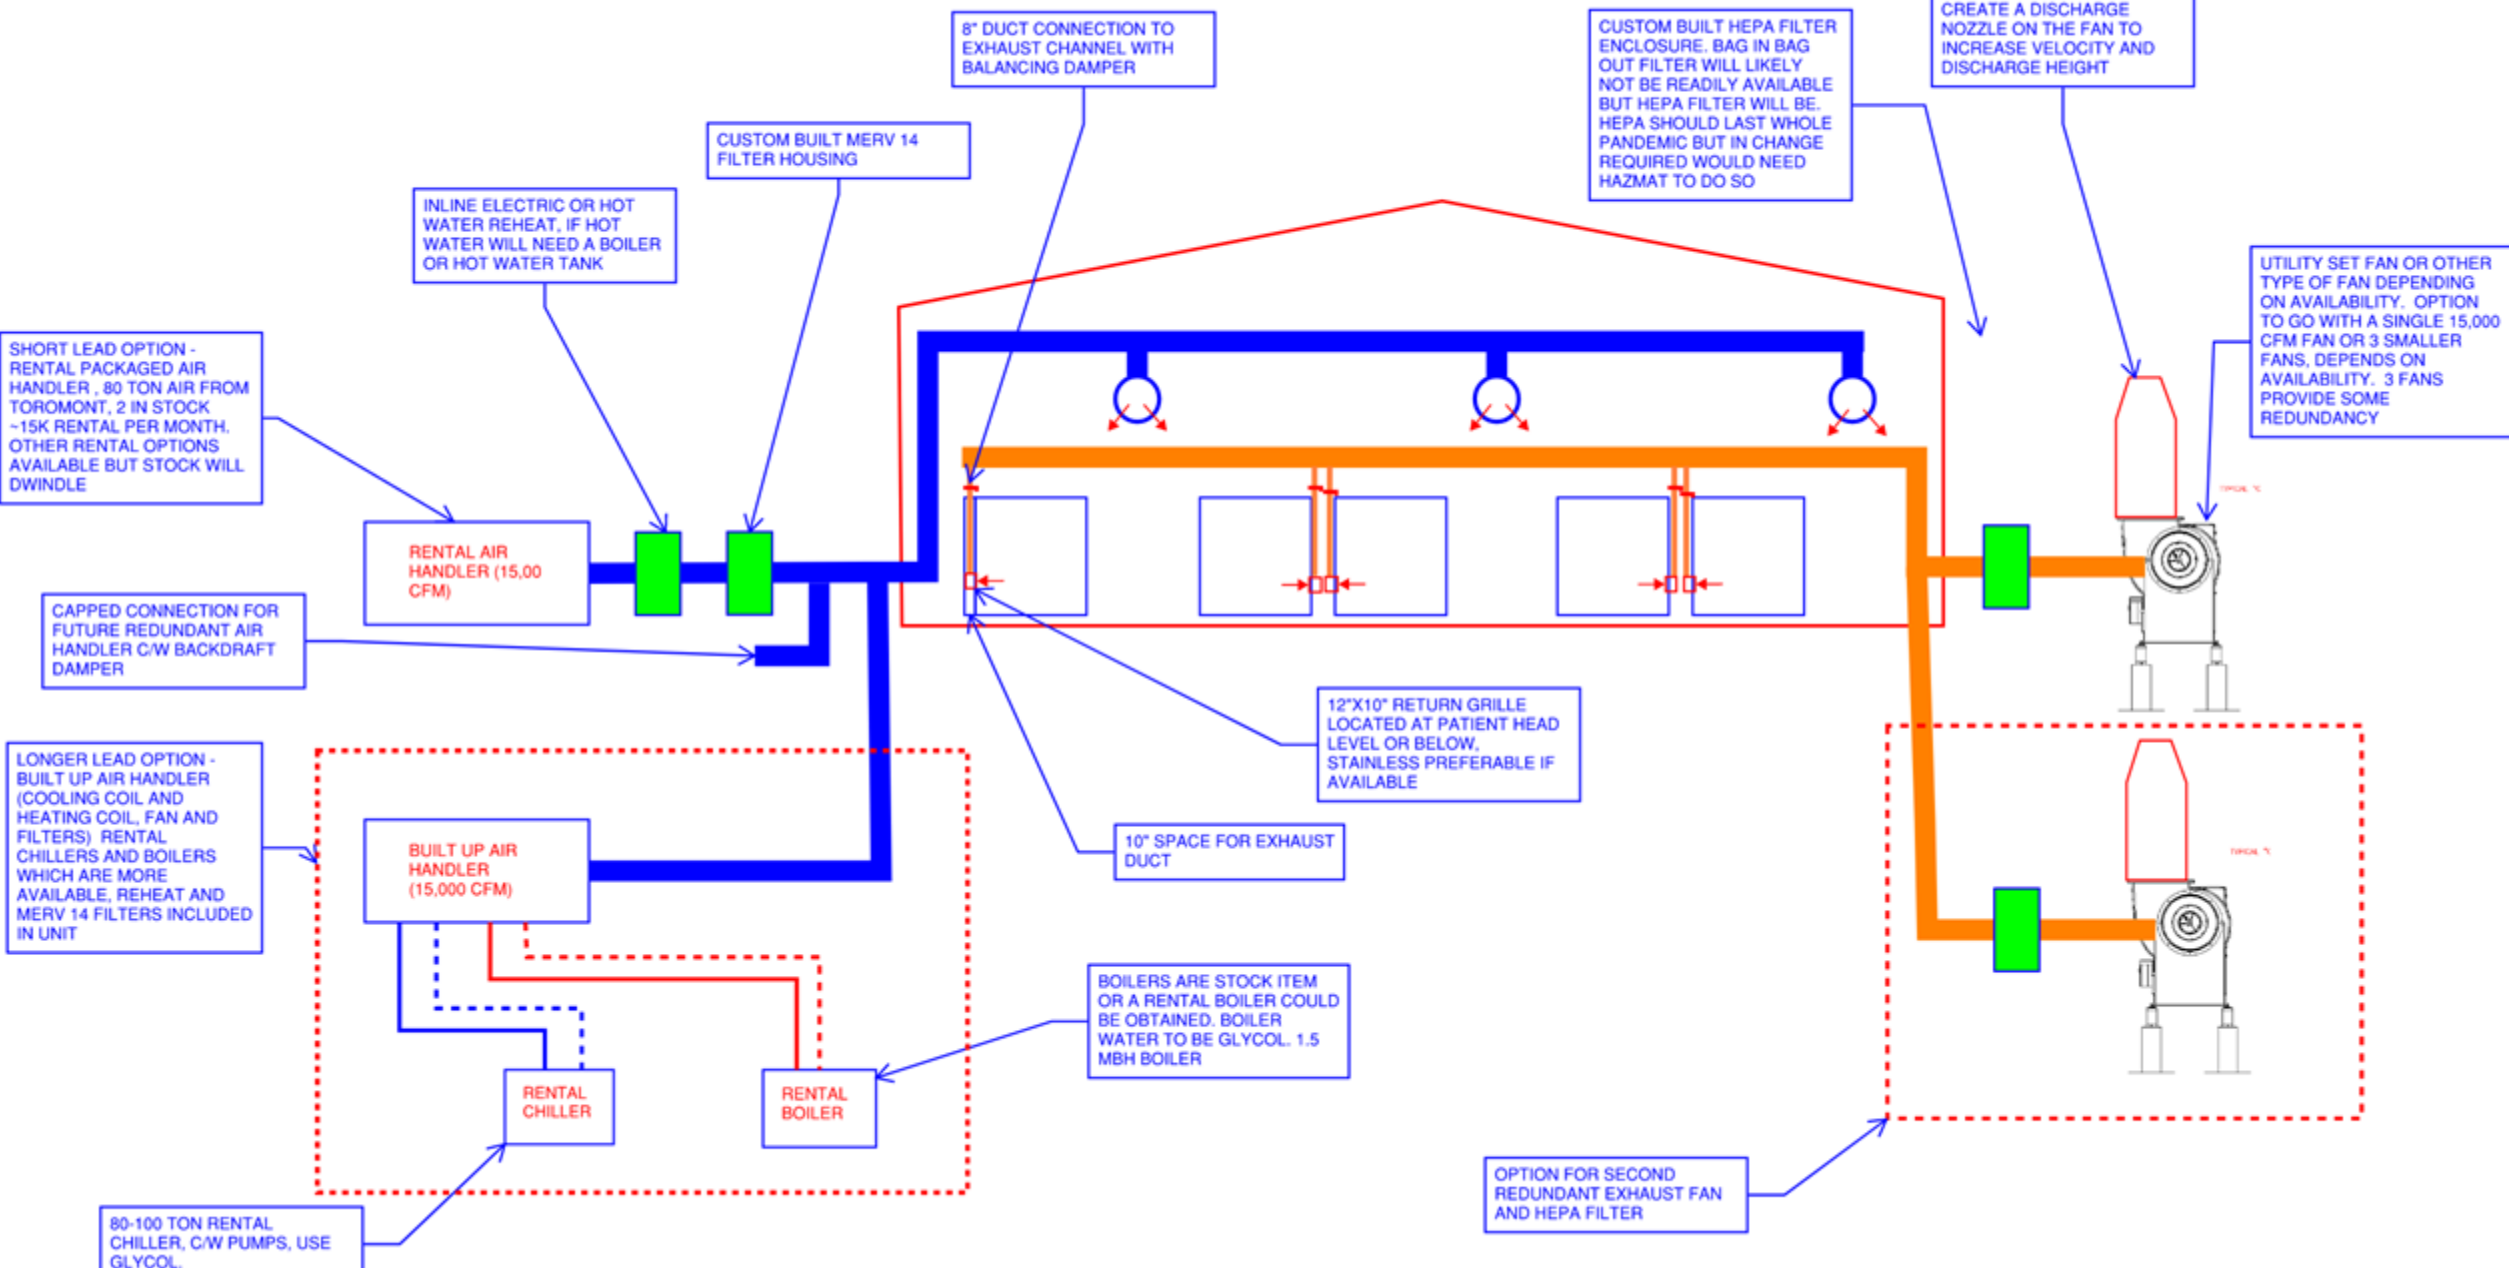 8" DUCT CONNECTION TO
EXHAUST CHANNEL WITH
BALANCING DAMPER
CUSTOM BUILT HEPA FILTER
ENCLOSURE. BAG IN BAG
OUT FILTER WILL LIKELY
NOT BE READILY AVAILABLE
BUT HEPA FILTER WILL BE.
HEPA SHOULD LAST WHOLE
PANDEMIC BUT IN CHANGE
REQUIRED WOULD NEED
HAZMAT TO DO SO
CREATE A DISCHARGE
NOZZLE ON THE FAN TO
INCREASE VELOCITY AND
DISCHARGE HEIGHT
CUSTOM BUILT MERV 14
FILTER HOUSING
INLINE ELECTRIC OR HOT
WATER REHEAT, IF HOT
WATER WILL NEED A BOILER
OR HOT WATER TANK
UTILITY SET FAN OR OTHER
TYPE OF FAN DEPENDING
ON AVAILABILITY. OPTION
TO GO WITH A SINGLE 15,000
CFM FAN OR 3 SMALLER
FANS, DEPENDS ON
AVAILABILITY. 3 FANS
PROVIDE SOME
REDUNDANCY
SHORT LEAD OPTION -
RENTAL PACKAGED AIR
HANDLER , 80 TON AIR FROM
TOROMONT, 2 IN STOCK
~15K RENTAL PER MONTH.
OTHER RENTAL OPTIONS
AVAILABLE BUT STOCK WILL
DWINDLE
RENTAL AIR
HANDLER (15,00
CFM)
CAPPED CONNECTION FOR
FUTURE REDUNDANT AIR
HANDLER C/W BACKDRAFT
DAMPER
12"X10" RETURN GRILLE
LOCATED AT PATIENT HEAD
LEVEL OR BELOW,
STAINLESS PREFERABLE IF
AVAILABLE
10" SPACE FOR EXHAUST
DUCT
LONGER LEAD OPTION -
BUILT UP AIR HANDLER
(COOLING COIL AND
HEATING COIL, FAN AND
FILTERS) RENTAL
CHILLERS AND BOILERS
WHICH ARE MORE
AVAILABLE, REHEAT AND
MERV 14 FILTERS INCLUDED
IN UNIT
BUILT UP AIR
HANDLER
(15,000 CFM)
BOILERS ARE STOCK ITEM
OR A RENTAL BOILER COULD
BE OBTAINED. BOILER
WATER TO BE GLYCOL. 1.5
MBH BOILER
RENTAL
CHILLER
RENTAL
BOILER
OPTION FOR SECOND
REDUNDANT EXHAUST FAN
AND HEPA FILTER
80-100 TON RENTAL
CHILLER, C/W PUMPS, USE
GLYCOL.